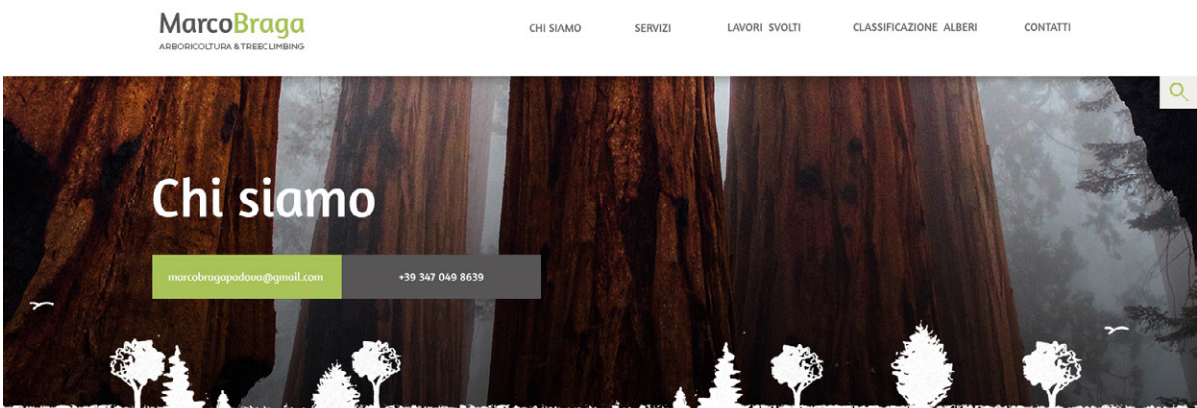 MarcoBraga
ARBORICOLTURA & TREECLIMBING
CHI SIAMO SERVIZI LAVORI SVOLTI CLASSIFICAZIONE ALBERI CONTATTI
Chi siamo
marcobragapadova@gmail.com +39 347 049 8639